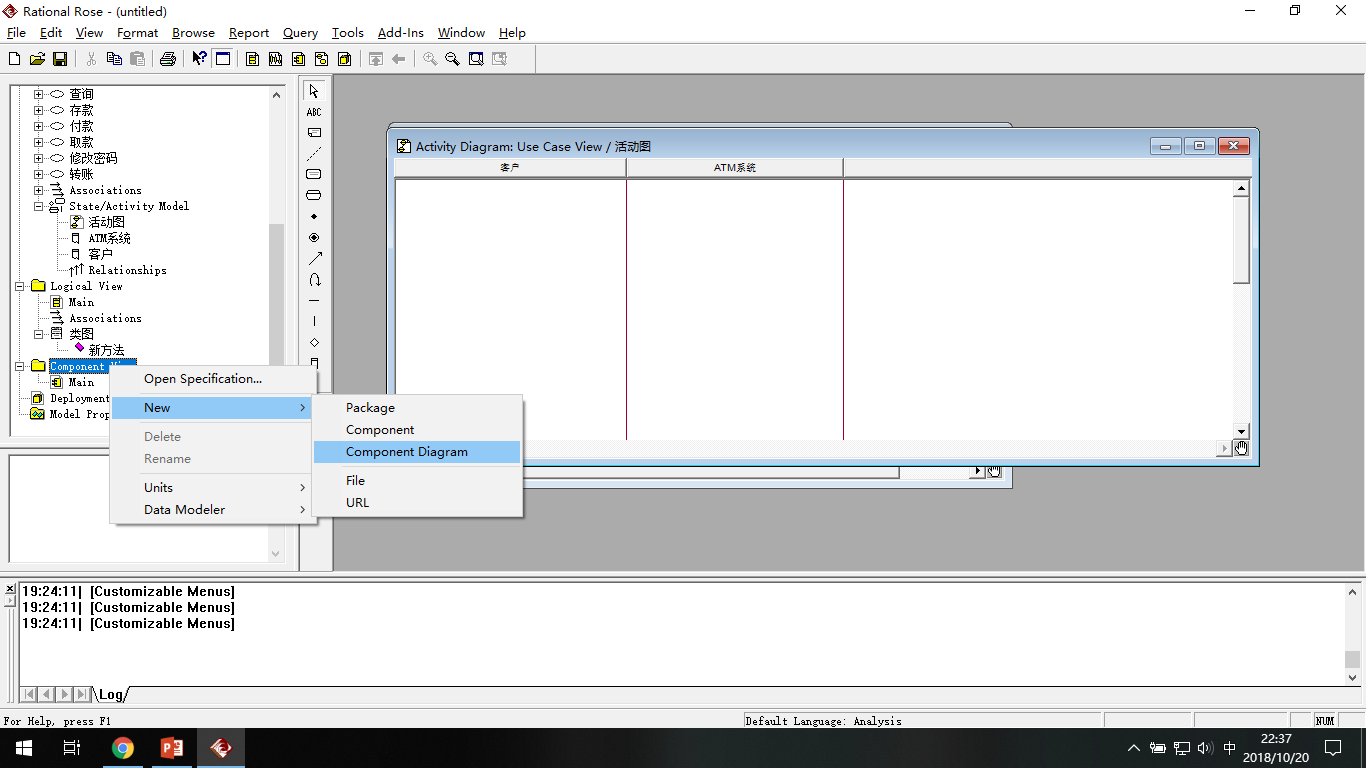 Rational Rose - (untitled)
File Edit View Format Browse Report Query Tools Add-Ins Window Help
查询
存款
付款
取款
修改密码
转账
Associations
State/Activity Model
活动图
ATM系统
客户
Relationships
Logical View
Main
Associations
类图
新方法
Component
Main
Deployment
Model Prop
ABC
Activity Diagram: Use Case View / 活动图
客户 ATM系统
Open Specification...
New
Delete
Rename
Units
Data Modeler
Package
Component
Component Diagram
File
URL
19:24:11| [Customizable Menus]
19:24:11| [Customizable Menus]
19:24:11| [Customizable Menus]
Log
For Help, press F1 Default Language: Analysis NUM
中 22:37
2018/10/20